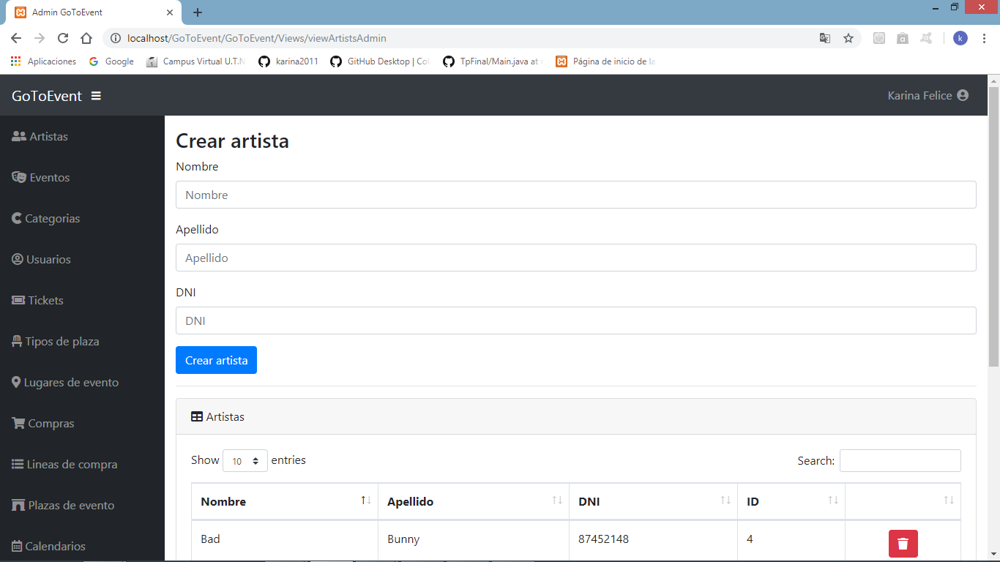 Admin GoToEvent
localhost/GoToEvent/GoToEvent/Views/viewArtistsAdmin
k
Aplicaciones
Google
Campus Virtual U.T.N
karina2011
GitHub Desktop | Co
TpFinal/Main.java at
Página de inicio de la
GoToEvent
Karina Felice
Artistas
Eventos
Categorias
Usuarios
Tickets
Tipos de plaza
Lugares de evento
Compras
Lineas de compra
Plazas de evento
Calendarios
Crear artista
Nombre
Nombre
Apellido
Apellido
DNI
DNI
Crear artista
Artistas
Show 10 entries
Search:
Nombre Apellido DNI ID
Bad Bunny 87452148 4